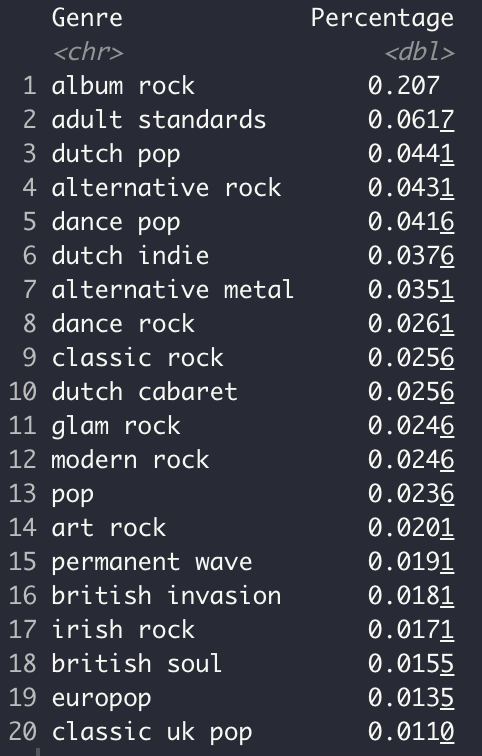 Genre Percentage
<chr> <dbl>
1 album rock 0.207
2 adult standards 0.0617
3 dutch pop 0.0441
4 alternative rock 0.0431
5 dance pop 0.0416
6 dutch indie 0.0376
7 alternative metal 0.0351
8 dance rock 0.0261
9 classic rock 0.0256
10 dutch cabaret 0.0256
11 glam rock 0.0246
12 modern rock 0.0246
13 pop 0.0236
14 art rock 0.0201
15 permanent wave 0.0191
16 british invasion 0.0181
17 irish rock 0.0171
18 british soul 0.0155
19 europop 0.0135
20 classic uk pop 0.0110